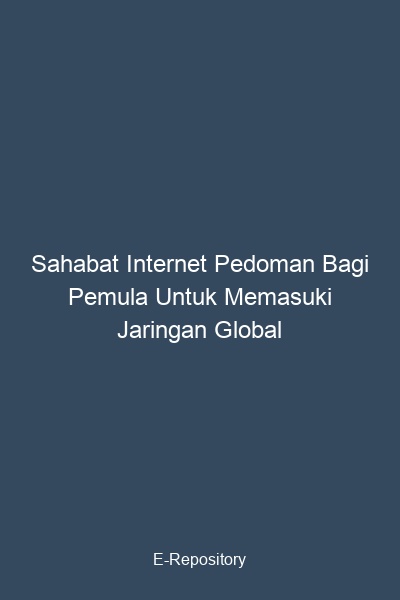 Sahabat Internet Pedoman Bagi
Pemula Untuk Memasuki
Jaringan Global
E-Repository